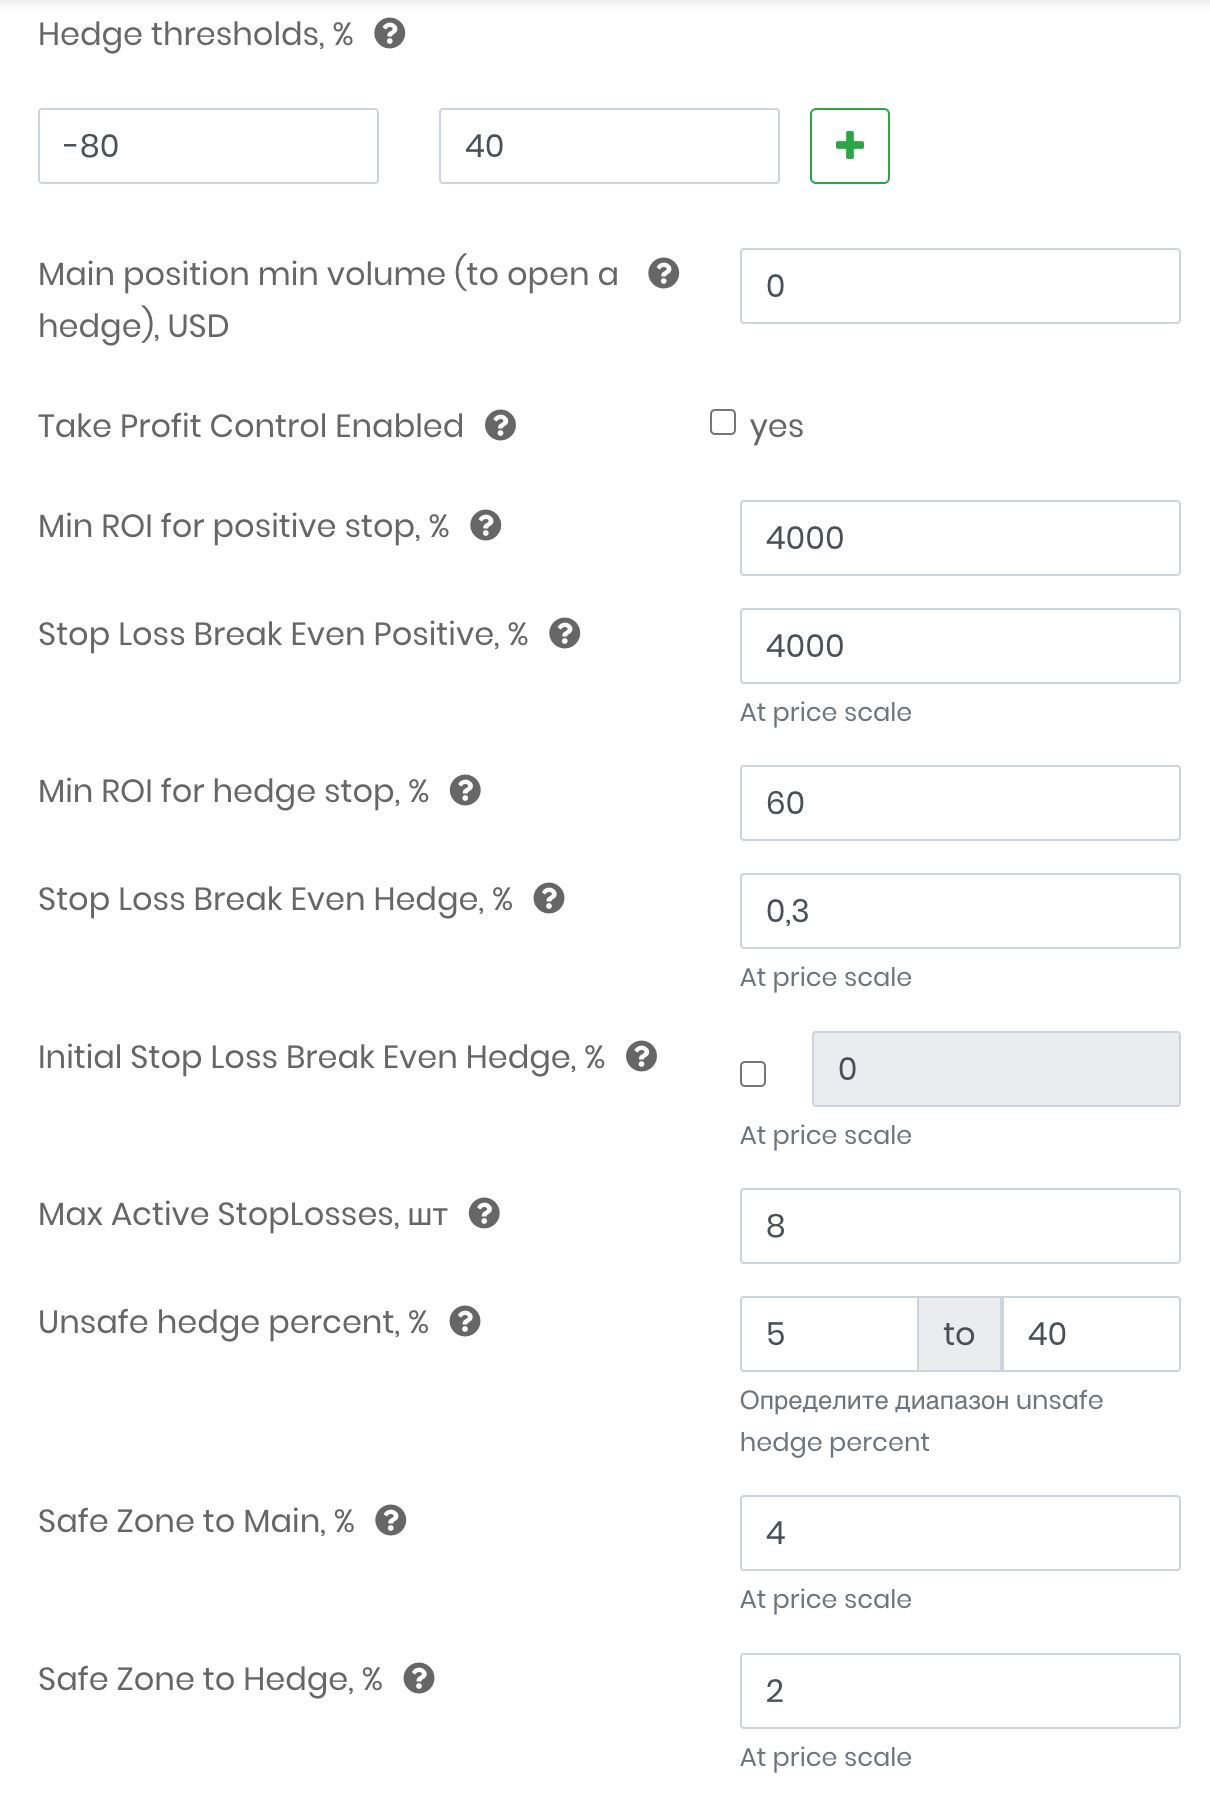 Hedge thresholds, %
-80
40
Main position min volume (to open a
hedge), USD
0
Take Profit Control Enabled
yes
Min ROI for positive stop, %
4000
Stop Loss Break Even Positive, %
4000
At price scale
Min ROI for hedge stop, %
60
Stop Loss Break Even Hedge, %
0,3
At price scale
Initial Stop Loss Break Even Hedge, %
0
At price scale
Max Active StopLosses, шт
8
Unsafe hedge percent, %
5 to 40
Определите диапазон unsafe
hedge percent
Safe Zone to Main, %
4
At price scale
Safe Zone to Hedge, %
2
At price scale